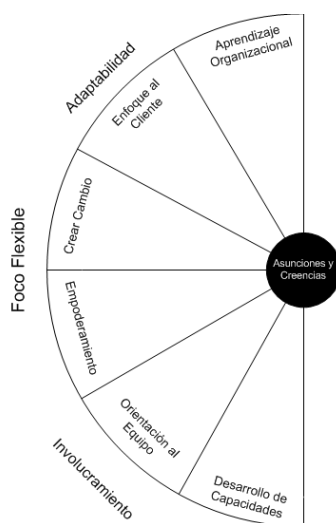 Aprendizaje
Organizacional
Adaptabilidad
Enfoque al
Cliente
Crear Cambio
Foco Flexible
Asunciones y
Creencias
Empoderamiento
Orientación al
Equipo
Involucramiento
Desarrollo de
Capacidades